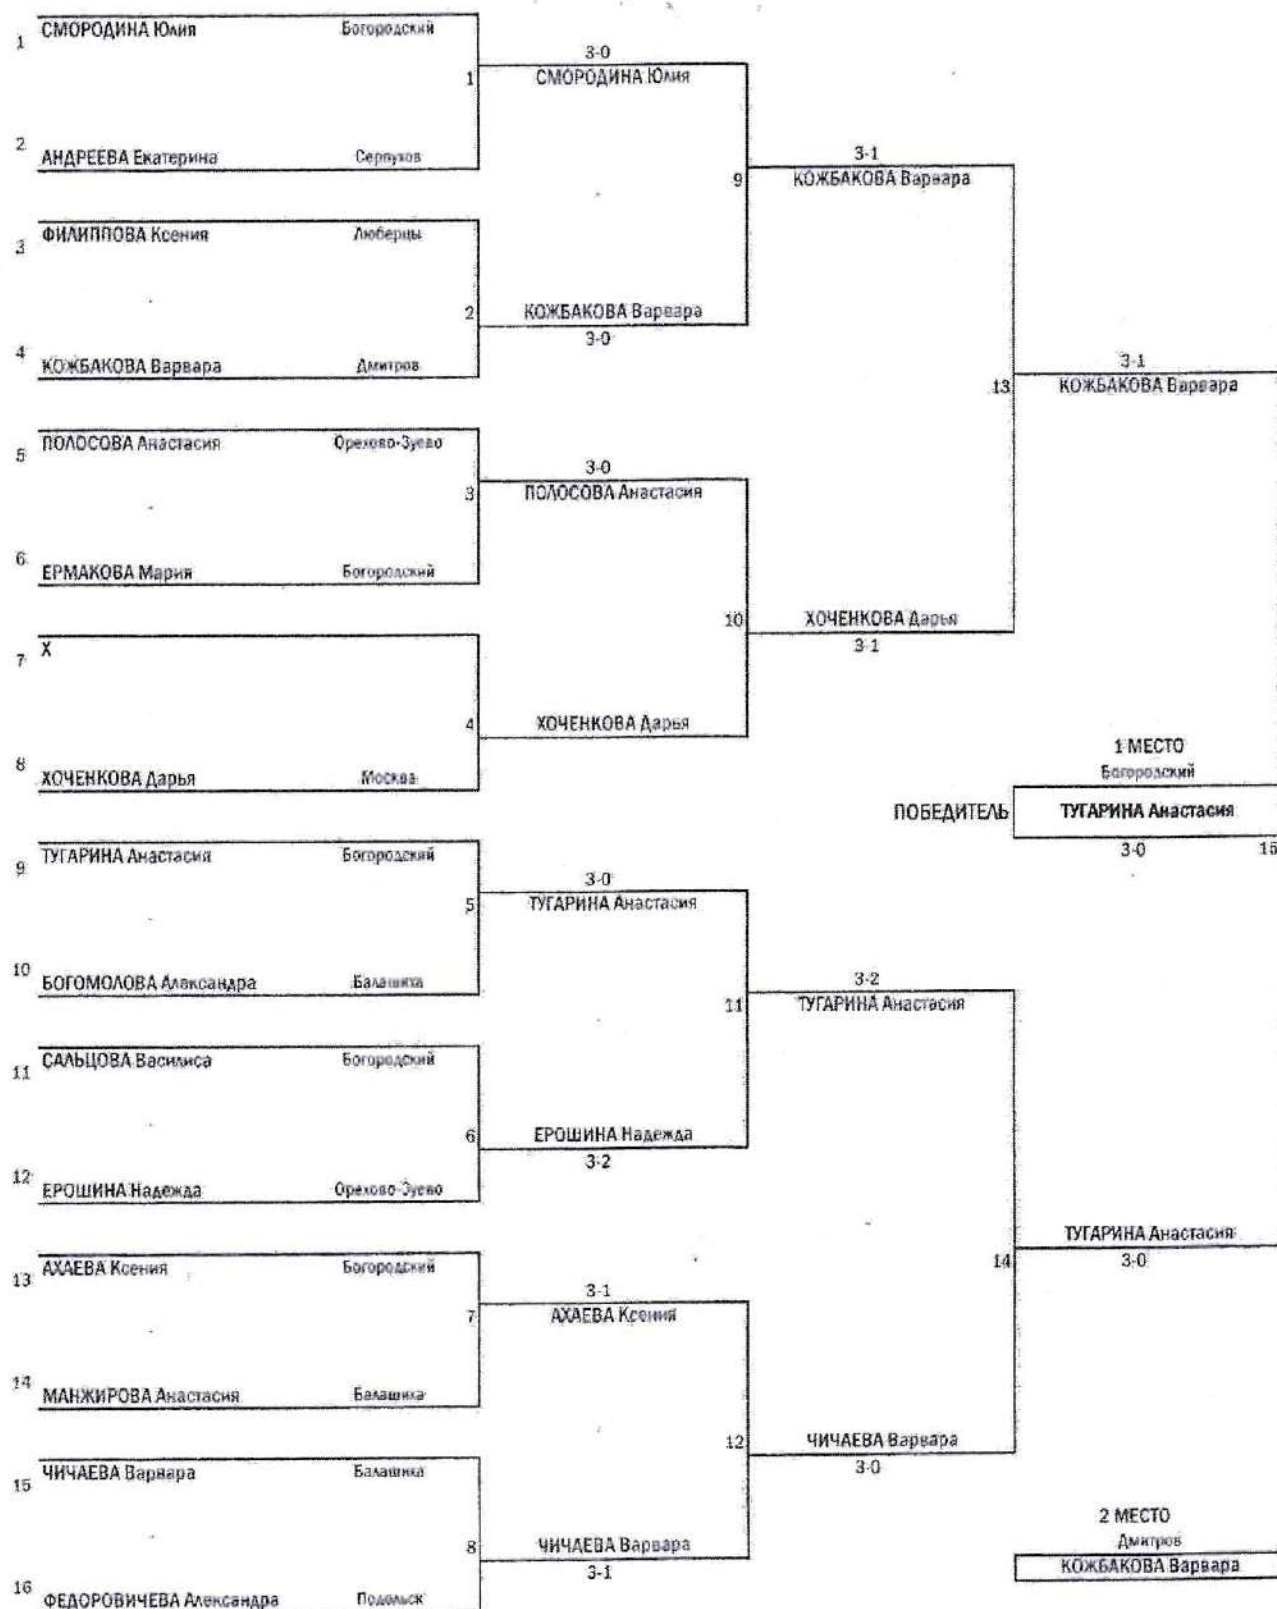 1 СМОРОДИНА Юлия Богородский
3-0
1 СМОРОДИНА Юлия
2 АНДРЕЕВА Екатерина Серпухов
3-1
9 КОЖБАКОВА Варвара
3 ФИЛИППОВА Ксения Люберцы
2 КОЖБАКОВА Варвара
3-0
4 КОЖБАКОВА Варвара Дмитров
3-1
13 КОЖБАКОВА Варвара
5 ПОЛОСОВА Анастасия Орехово-Зуево
3-0
3 ПОЛОСОВА Анастасия
6 ЕРМАКОВА Мария Богородский
10 ХОЧЕНКОВА Дарья
3-1
7 X
4 ХОЧЕНКОВА Дарья
8 ХОЧЕНКОВА Дарья Москва
1 МЕСТО
Богородский
ПОБЕДИТЕЛЬ ТУГАРИНА Анастасия
3-0 15
9 ТУГАРИНА Анастасия Богородский
3-0
5 ТУГАРИНА Анастасия
10 БОГОМОЛОВА Александра Балашиха
3-2
11 ТУГАРИНА Анастасия
11 САЛЬЦОВА Василиса Богородский
6 ЕРОШИНА Надежда
3-2
12 ЕРОШИНА Надежда Орехово-Зуево
14 ТУГАРИНА Анастасия
3-0
13 АХАЕВА Ксения Богородский
3-1
7 АХАЕВА Ксения
14 МАНЖИРОВА Анастасия Балашиха
12 ЧИЧАЕВА Варвара
3-0
15 ЧИЧАЕВА Варвара Балашиха
8 ЧИЧАЕВА Варвара
3-1
2 МЕСТО
Дмитров
КОЖБАКОВА Варвара
16 ФЕДОРОВИЧЕВА Александра Подольск